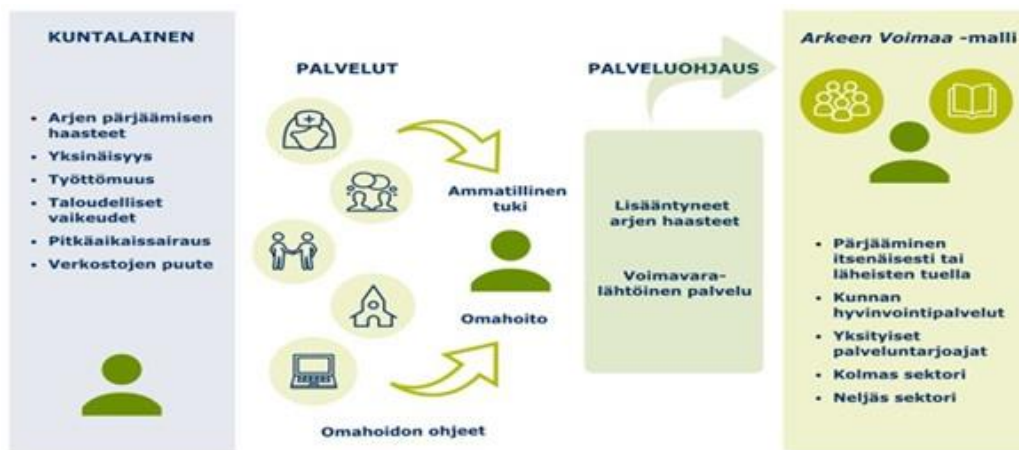 KUNTALAINEN
• Arjen pärjäämisen
haasteet
• Yksinäisyys
• Työttömuus
• Taloudelliset
vaikeudet
• Pitkäaikaissairaus
• Verkostojen puute
PALVELUT
Ammatillinen
tuki
Omahoito
Omahoidon ohjeet
PALVELUOHJAUS
Lisääntyneet
arjen haasteet
Voimavara-
lähtöinen palvelu
Arkeen Voimaa -malli
• Pärjääminen
itsenäisesti tai
läheisten tuella
• Kunnan
hyvinvointipalvelut
• Yksityiset
palveluntarjoajat
• Kolmas sektori
• Neljäs sektori